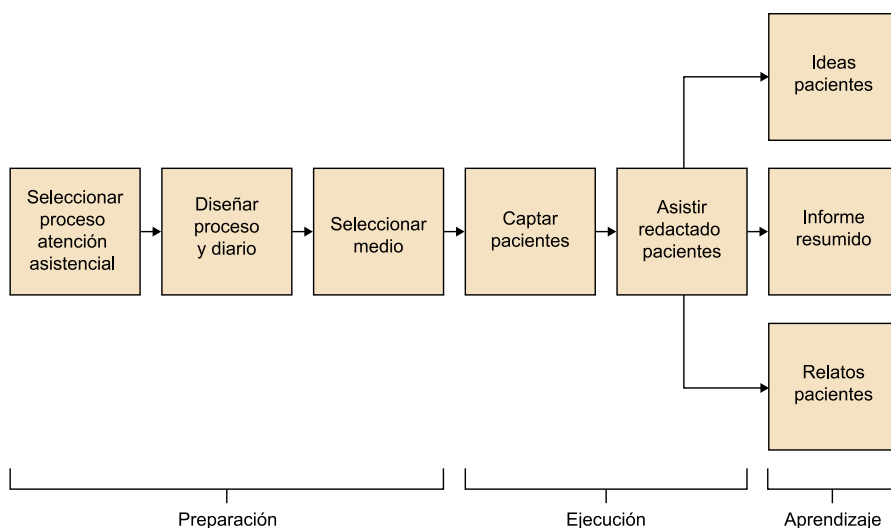 Ideas
pacientes
Seleccionar
proceso
atención
asistencial
Diseñar
proceso
y diario
Seleccionar
medio
Captar
pacientes
Asistir
redactado
pacientes
Informe
resumido
Relatos
pacientes
Preparación
Ejecución
Aprendizaje